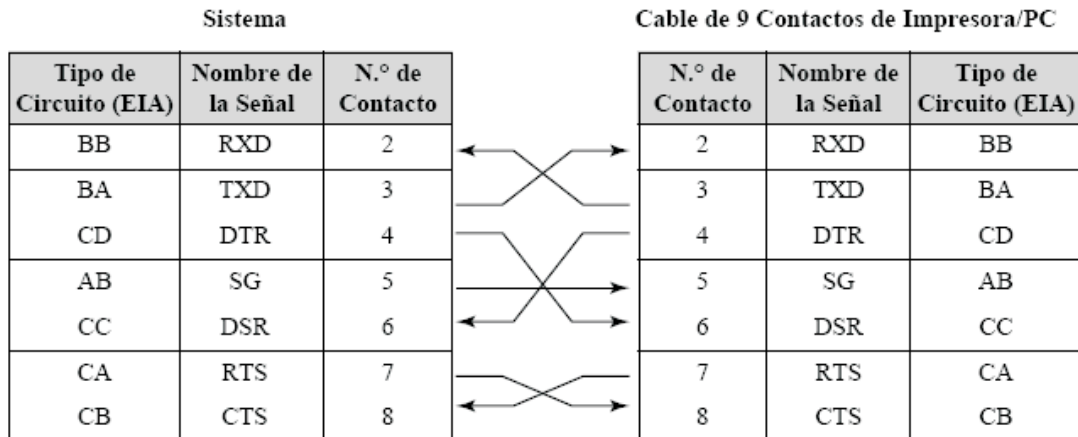 Sistema Cable de 9 Contactos de Impresora/PC
Tipo de Nombre de N.° de N.° de Nombre de Tipo de
Circuito (EIA) la Señal Contacto Contacto la Señal Circuito (EIA)
BB RXD 2 2 RXD BB
BA TXD 3 3 TXD BA
CD DTR 4 4 DTR CD
AB SG 5 5 SG AB
CC DSR 6 6 DSR CC
CA RTS 7 7 RTS CA
CB CTS 8 8 CTS CB